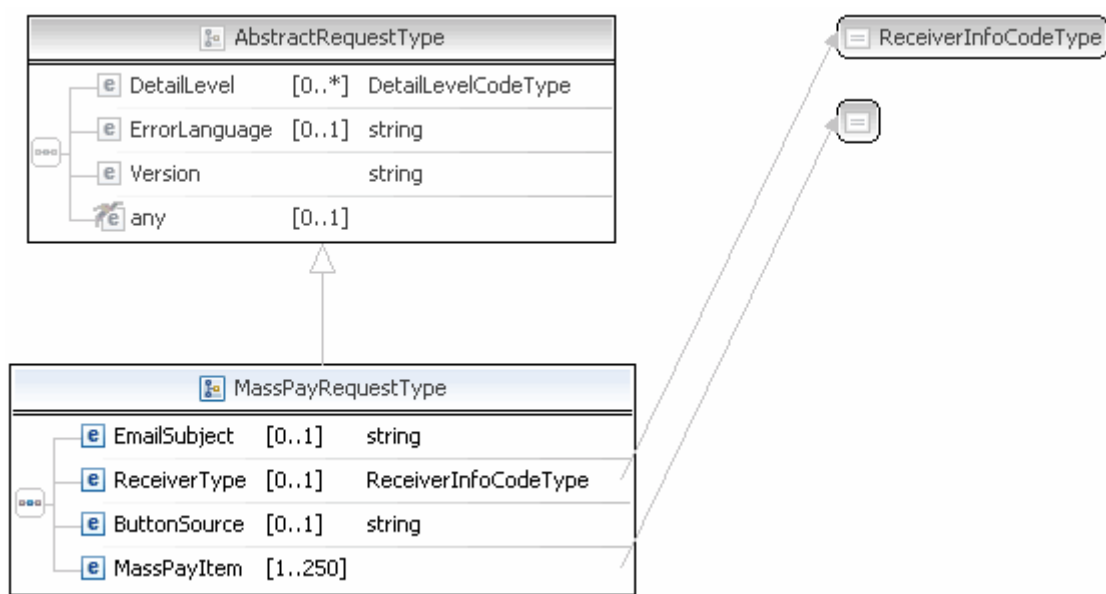 AbstractRequestType
e DetailLevel [0..*] DetailLevelCodeType
e ErrorLanguage [0..1] string
e Version string
e any [0..1]
ReceiverInfoCodeType
MassPayRequestType
e EmailSubject [0..1] string
e ReceiverType [0..1] ReceiverInfoCodeType
e ButtonSource [0..1] string
e MassPayItem [1..250]